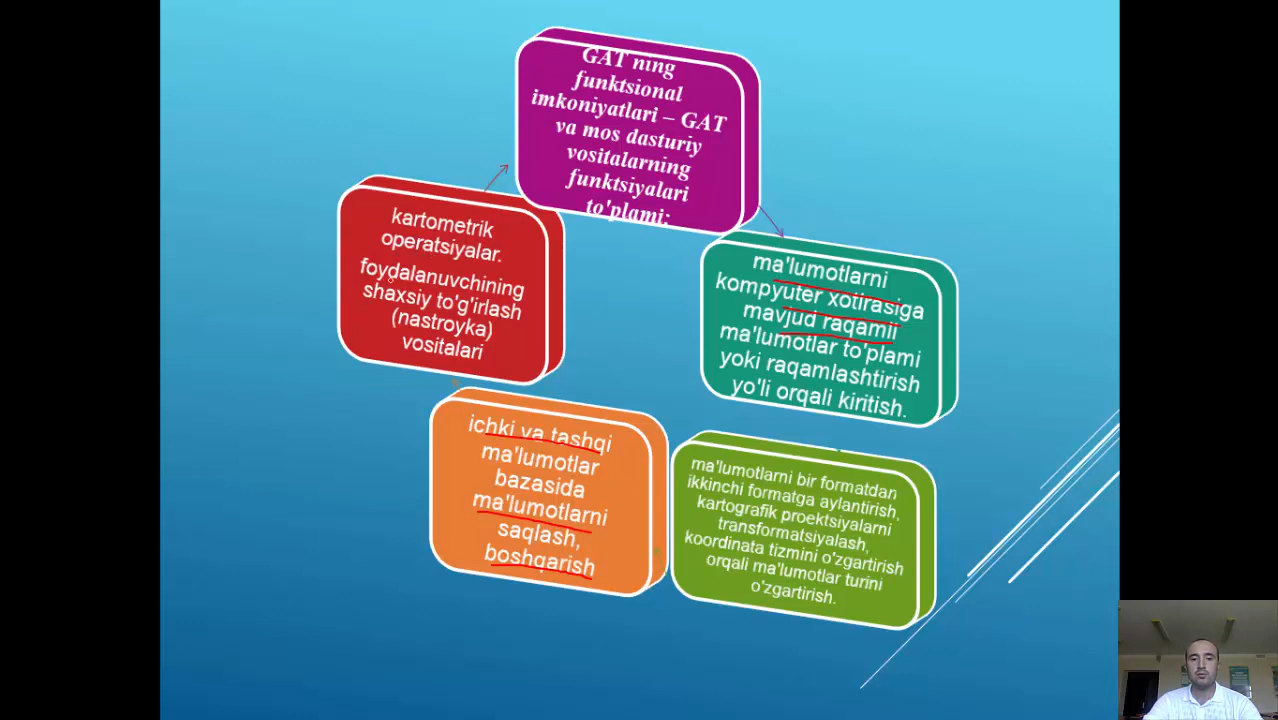 GAT ning
funktsional
imkoniyatlari – GAT
va mos dasturiy
vositalarning
funktsiyalari
to'plami:
ma'lumotlarni
kompyuter xotirasiga
mavjud raqamli
ma'lumotlar to'plami
yoki raqamlashtirish
yo'li orqali kiritish.
ma'lumotlarni bir formatdan
ikkinchi formatga aylantirish.
kartografik proektsiyalarni
transformatsiyalash,
koordinata tizmini o'zgartirish
orqali ma'lumotlar turini
o'zgartirish.
ichki va tashqi
ma'lumotlar
bazasida
ma'lumotlarni
saqlash,
boshqarish
kartometrik
operatsiyalar.
foydalanuvchining
shaxsiy to'g'irlash
(nastroyka)
vositalari